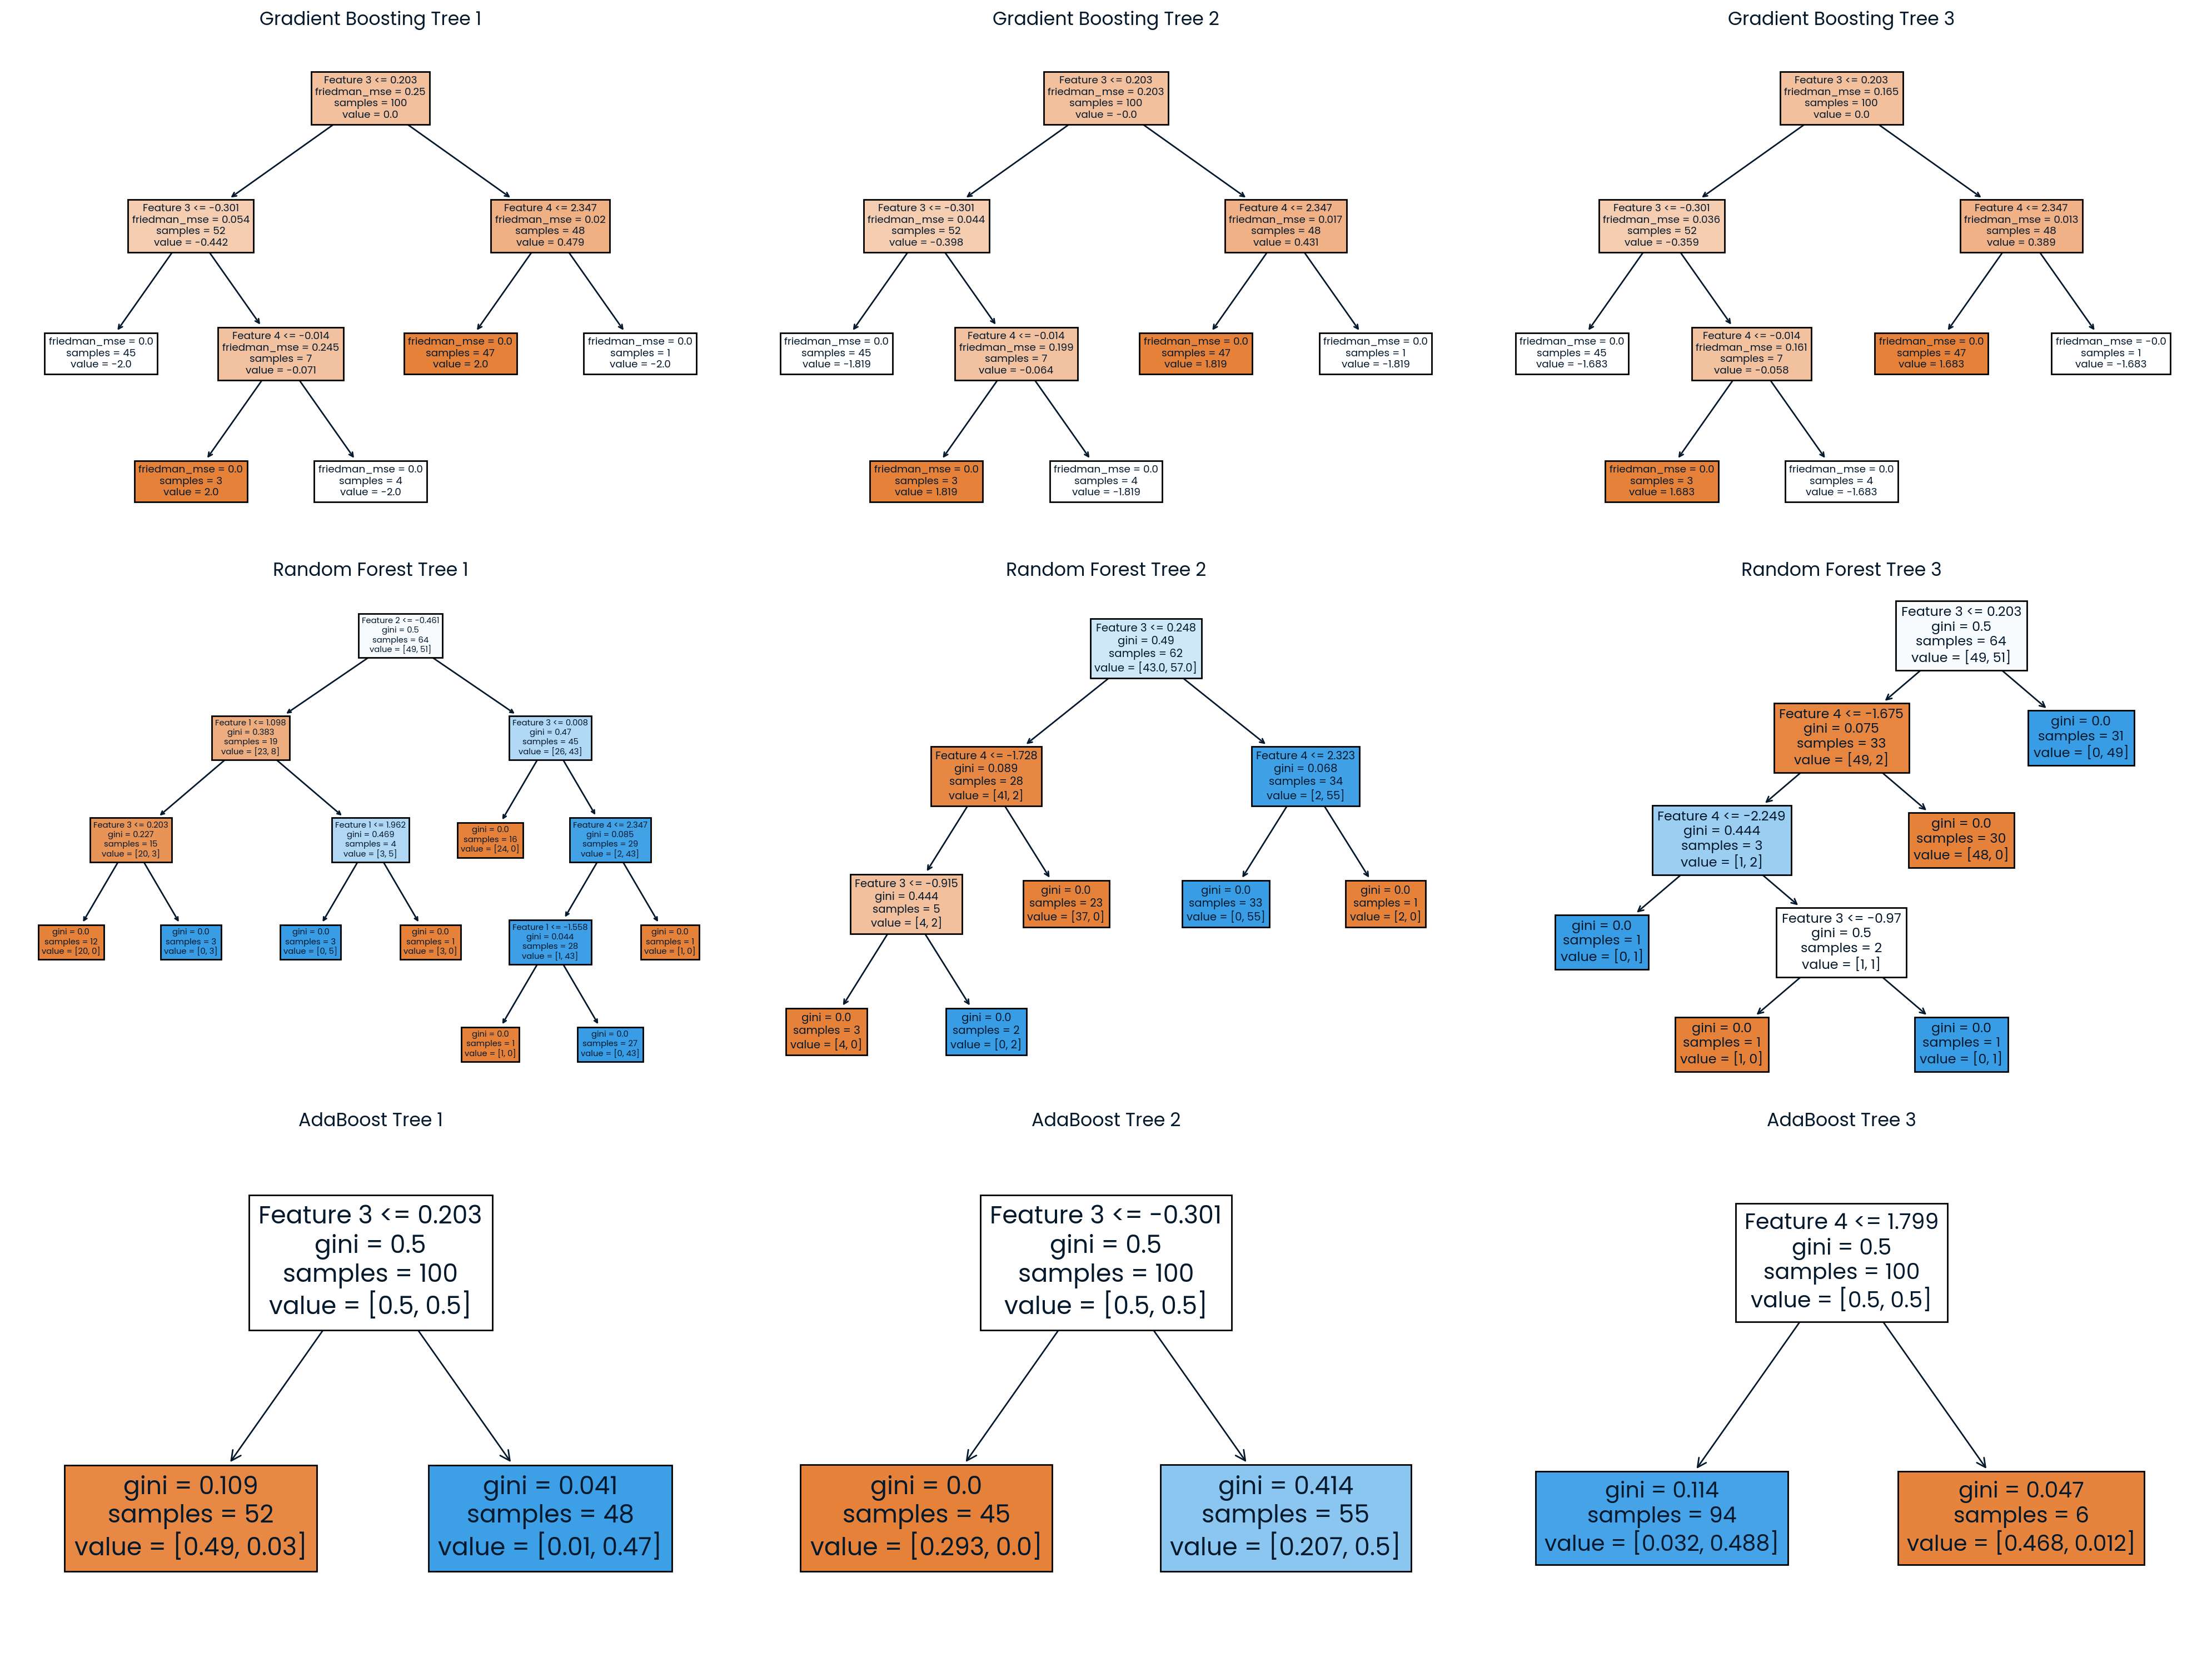 Gradient Boosting Tree 1
Feature 3 <= 0.203
friedman_mse = 0.25
samples = 100
value = 0.0
Feature 3 <= -0.301
friedman_mse = 0.054
samples = 52
value = -0.442
Feature 4 <= 2.347
friedman_mse = 0.02
samples = 48
value = 0.479
friedman_mse = 0.0
samples = 45
value = -2.0
Feature 4 <= -0.014
friedman_mse = 0.245
samples = 7
value = -0.071
friedman_mse = 0.0
samples = 47
value = 2.0
friedman_mse = 0.0
samples = 1
value = -2.0
friedman_mse = 0.0
samples = 3
value = 2.0
friedman_mse = 0.0
samples = 4
value = -2.0
Gradient Boosting Tree 2
Feature 3 <= 0.203
friedman_mse = 0.203
samples = 100
value = -0.0
Feature 3 <= -0.301
friedman_mse = 0.044
samples = 52
value = -0.398
Feature 4 <= 2.347
friedman_mse = 0.017
samples = 48
value = 0.431
friedman_mse = 0.0
samples = 45
value = -1.819
Feature 4 <= -0.014
friedman_mse = 0.199
samples = 7
value = -0.064
friedman_mse = 0.0
samples = 47
value = 1.819
friedman_mse = 0.0
samples = 1
value = -1.819
friedman_mse = 0.0
samples = 3
value = 1.819
friedman_mse = 0.0
samples = 4
value = -1.819
Gradient Boosting Tree 3
Feature 3 <= 0.203
friedman_mse = 0.165
samples = 100
value = 0.0
Feature 3 <= -0.301
friedman_mse = 0.036
samples = 52
value = -0.359
Feature 4 <= 2.347
friedman_mse = 0.013
samples = 48
value = 0.389
friedman_mse = 0.0
samples = 45
value = -1.683
Feature 4 <= -0.014
friedman_mse = 0.161
samples = 7
value = -0.058
friedman_mse = 0.0
samples = 47
value = 1.683
friedman_mse = -0.0
samples = 1
value = -1.683
friedman_mse = 0.0
samples = 3
value = 1.683
friedman_mse = 0.0
samples = 4
value = -1.683
Random Forest Tree 1
Feature 2 <= -0.461
gini = 0.5
samples = 64
value = [49, 51]
Feature 1 <= 1.098
gini = 0.383
samples = 19
value = [23, 8]
Feature 3 <= 0.008
gini = 0.47
samples = 45
value = [26, 43]
Feature 3 <= 0.203
gini = 0.227
samples = 15
value = [20, 3]
Feature 1 <= 1.962
gini = 0.469
samples = 4
value = [3, 5]
gini = 0.0
samples = 16
value = [24, 0]
Feature 4 <= 2.347
gini = 0.085
samples = 29
value = [2, 43]
gini = 0.0
samples = 12
value = [20, 0]
gini = 0.0
samples = 3
value = [0, 3]
gini = 0.0
samples = 3
value = [0, 5]
gini = 0.0
samples = 1
value = [3, 0]
Feature 1 <= -1.558
gini = 0.044
samples = 28
value = [1, 43]
gini = 0.0
samples = 1
value = [1, 0]
gini = 0.0
samples = 1
value = [1, 0]
gini = 0.0
samples = 27
value = [0, 43]
Random Forest Tree 2
Feature 3 <= 0.248
gini = 0.49
samples = 62
value = [43.0, 57.0]
Feature 4 <= -1.728
gini = 0.089
samples = 28
value = [41, 2]
Feature 4 <= 2.323
gini = 0.068
samples = 34
value = [2, 55]
Feature 3 <= -0.915
gini = 0.444
samples = 5
value = [4, 2]
gini = 0.0
samples = 23
value = [37, 0]
gini = 0.0
samples = 33
value = [0, 55]
gini = 0.0
samples = 1
value = [2, 0]
gini = 0.0
samples = 3
value = [4, 0]
gini = 0.0
samples = 2
value = [0, 2]
Random Forest Tree 3
Feature 3 <= 0.203
gini = 0.5
samples = 64
value = [49, 51]
Feature 4 <= -1.675
gini = 0.075
samples = 33
value = [49, 2]
gini = 0.0
samples = 31
value = [0, 49]
Feature 4 <= -2.249
gini = 0.444
samples = 3
value = [1, 2]
gini = 0.0
samples = 30
value = [48, 0]
gini = 0.0
samples = 1
value = [0, 1]
Feature 3 <= -0.97
gini = 0.5
samples = 2
value = [1, 1]
gini = 0.0
samples = 1
value = [1, 0]
gini = 0.0
samples = 1
value = [0, 1]
AdaBoost Tree 1
Feature 3 <= 0.203
gini = 0.5
samples = 100
value = [0.5, 0.5]
gini = 0.109
samples = 52
value = [0.49, 0.03]
gini = 0.041
samples = 48
value = [0.01, 0.47]
AdaBoost Tree 2
Feature 3 <= -0.301
gini = 0.5
samples = 100
value = [0.5, 0.5]
gini = 0.0
samples = 45
value = [0.293, 0.0]
gini = 0.414
samples = 55
value = [0.207, 0.5]
AdaBoost Tree 3
Feature 4 <= 1.799
gini = 0.5
samples = 100
value = [0.5, 0.5]
gini = 0.114
samples = 94
value = [0.032, 0.488]
gini = 0.047
samples = 6
value = [0.468, 0.012]